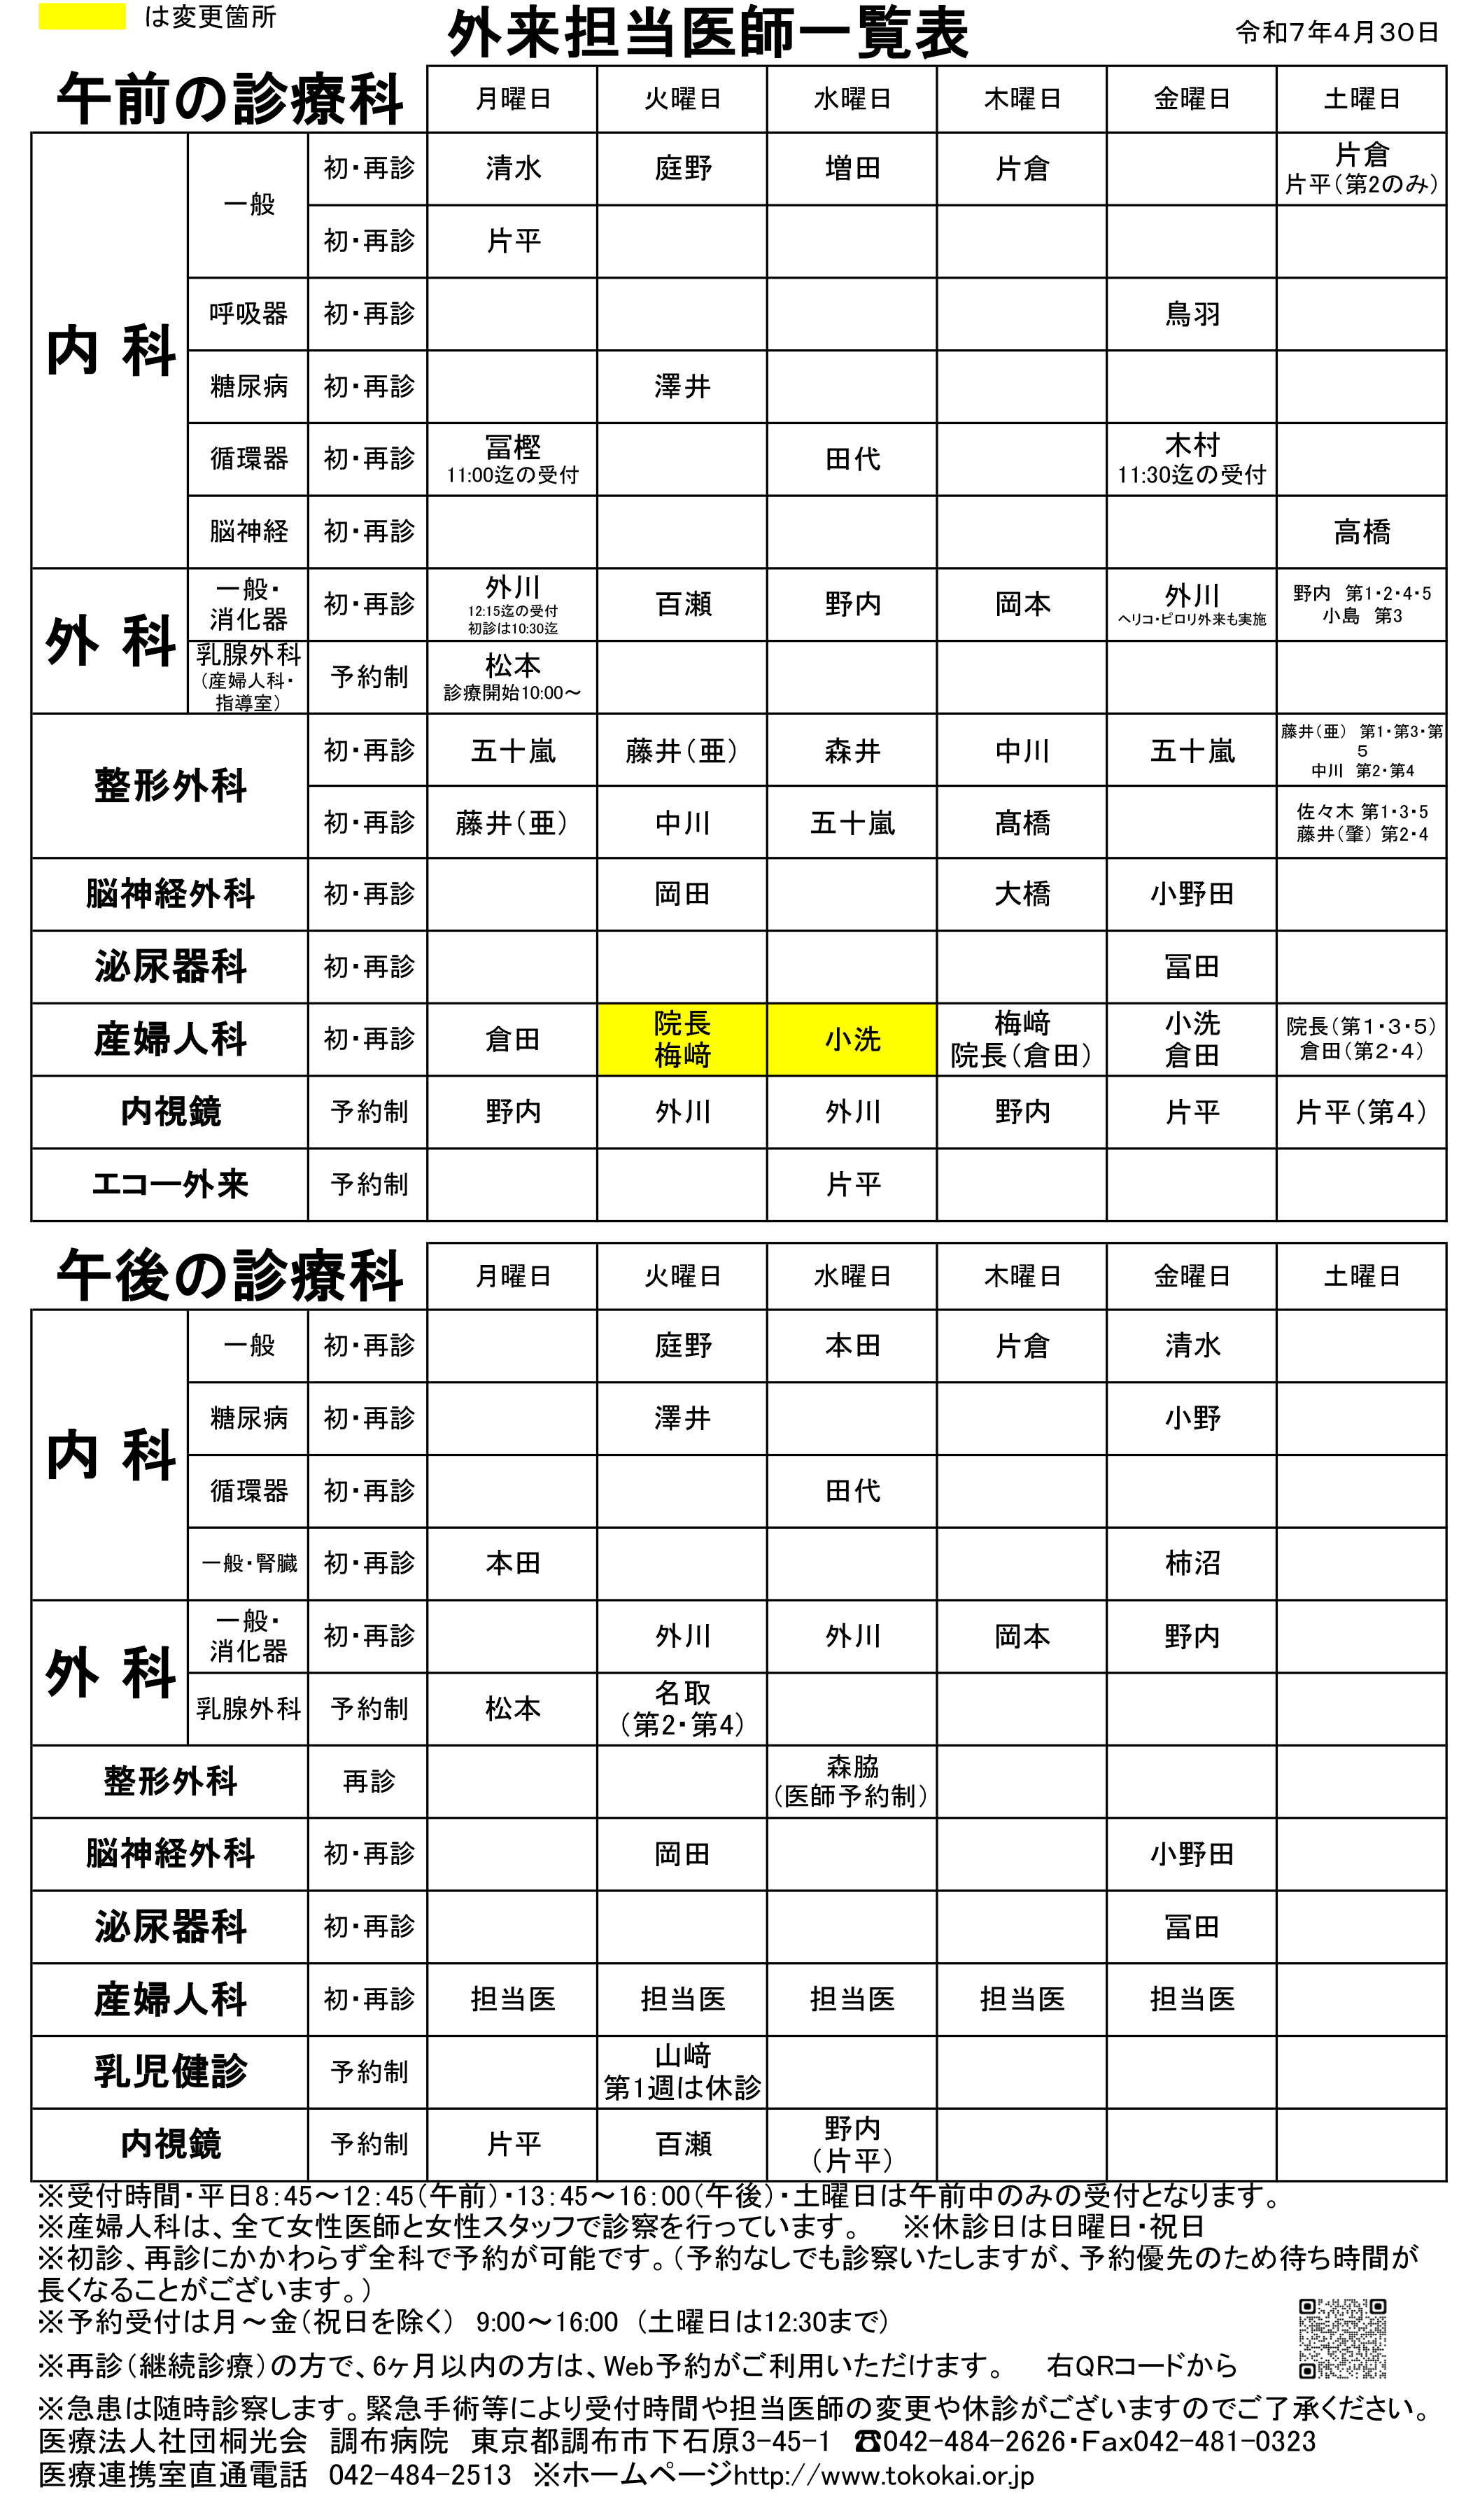 は変更箇所
外来担当医師一覧表
令和7年4月30日
午前の診療科 月曜日 火曜日 水曜日 木曜日 金曜日 土曜日
内 科
一般 初・再診 清水 庭野 増田 片倉 片倉
片平（第2のみ）
初・再診 片平
呼吸器 初・再診 鳥羽
糖尿病 初・再診 澤井
循環器 初・再診 冨樫 田代 木村
11:00迄の受付 11:30迄の受付
脳神経 初・再診 高橋
外 科
一般・
消化器 初・再診 外川 百瀬 野内 岡本 外川 野内 第1・2・4・5
12:15迄の受付 ヘリコ・ピロリ外来も実施 小島 第3
初診は10:30迄
乳腺外科
（産婦人科・
指導室） 予約制 松本
診療開始10:00～
整形外科 初・再診 五十嵐 藤井（亜） 森井 中川 五十嵐 藤井（亜） 第1・第3・第
5
中川 第2・第4
初・再診 藤井（亜） 中川 五十嵐 髙橋 佐々木 第1・3・5
藤井（肇） 第2・4
脳神経外科 初・再診 岡田 大橋 小野田
泌尿器科 初・再診 冨田
産婦人科 初・再診 倉田 院長 小洗 梅﨑 小洗 院長（第1・3・5）
梅﨑 院長（倉田） 倉田 倉田（第2・4）
内視鏡 予約制 野内 外川 外川 野内 片平 片平（第4）
エコー外来 予約制 片平
午後の診療科 月曜日 火曜日 水曜日 木曜日 金曜日 土曜日
内 科
一般 初・再診 庭野 本田 片倉 清水
糖尿病 初・再診 澤井 小野
循環器 初・再診 田代
一般・腎臓 初・再診 本田 柿沼
外 科
一般・
消化器 初・再診 外川 外川 岡本 野内
乳腺外科 予約制 松本 名取
（第2・第4）
整形外科 再診 森脇
（医師予約制）
脳神経外科 初・再診 岡田 小野田
泌尿器科 初・再診 冨田
産婦人科 初・再診 担当医 担当医 担当医 担当医 担当医
乳児健診 予約制 山﨑
第1週は休診
内視鏡 予約制 片平 百瀬 野内
（片平）
※受付時間・平日8：45～12：45（午前）・13：45～16：00（午後）・土曜日は午前中のみの受付となります。
※産婦人科は、全て女性医師と女性スタッフで診察を行っています。 ※休診日は日曜日・祝日
※初診、再診にかかわらず全科で予約が可能です。（予約なしでも診察いたしますが、予約優先のため待ち時間が
長くなることがございます。）
※予約受付は月～金（祝日を除く） 9:00～16:00 （土曜日は12:30まで）
※再診（継続診療）の方で、6ヶ月以内の方は、Web予約がご利用いただけます。 右QRコードから
※急患は随時診察します。緊急手術等により受付時間や担当医師の変更や休診がございますのでご了承ください。
医療法人社団桐光会 調布病院 東京都調布市下石原3-45-1 ☎042-484-2626・Fax042-481-0323
医療連携室直通電話 042-484-2513 ※ホームページhttp://www.tokokai.or.jp